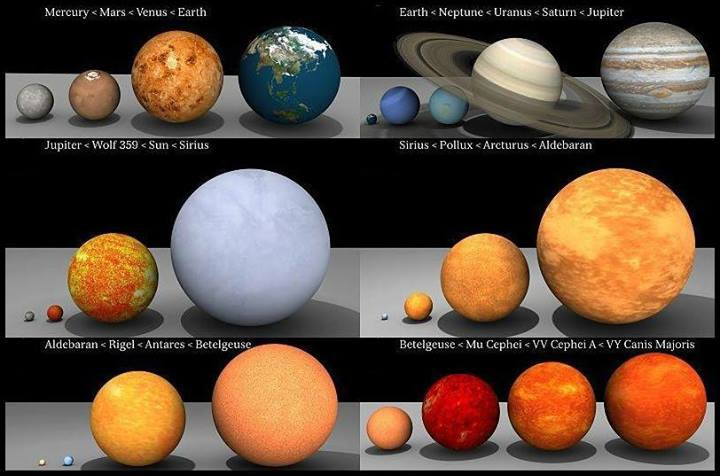 Mercury < Mars < Venus < Earth
Earth < Neptune < Uranus < Saturn < Jupiter
Jupiter < Wolf 359 < Sun < Sirius
Sirius < Pollux < Arcturus < Aldebaran
Aldebaran < Rigel < Antares < Betelgeuse
Betelgeuse < Mu Cephei < VV Cephei A < VY Canis Majoris